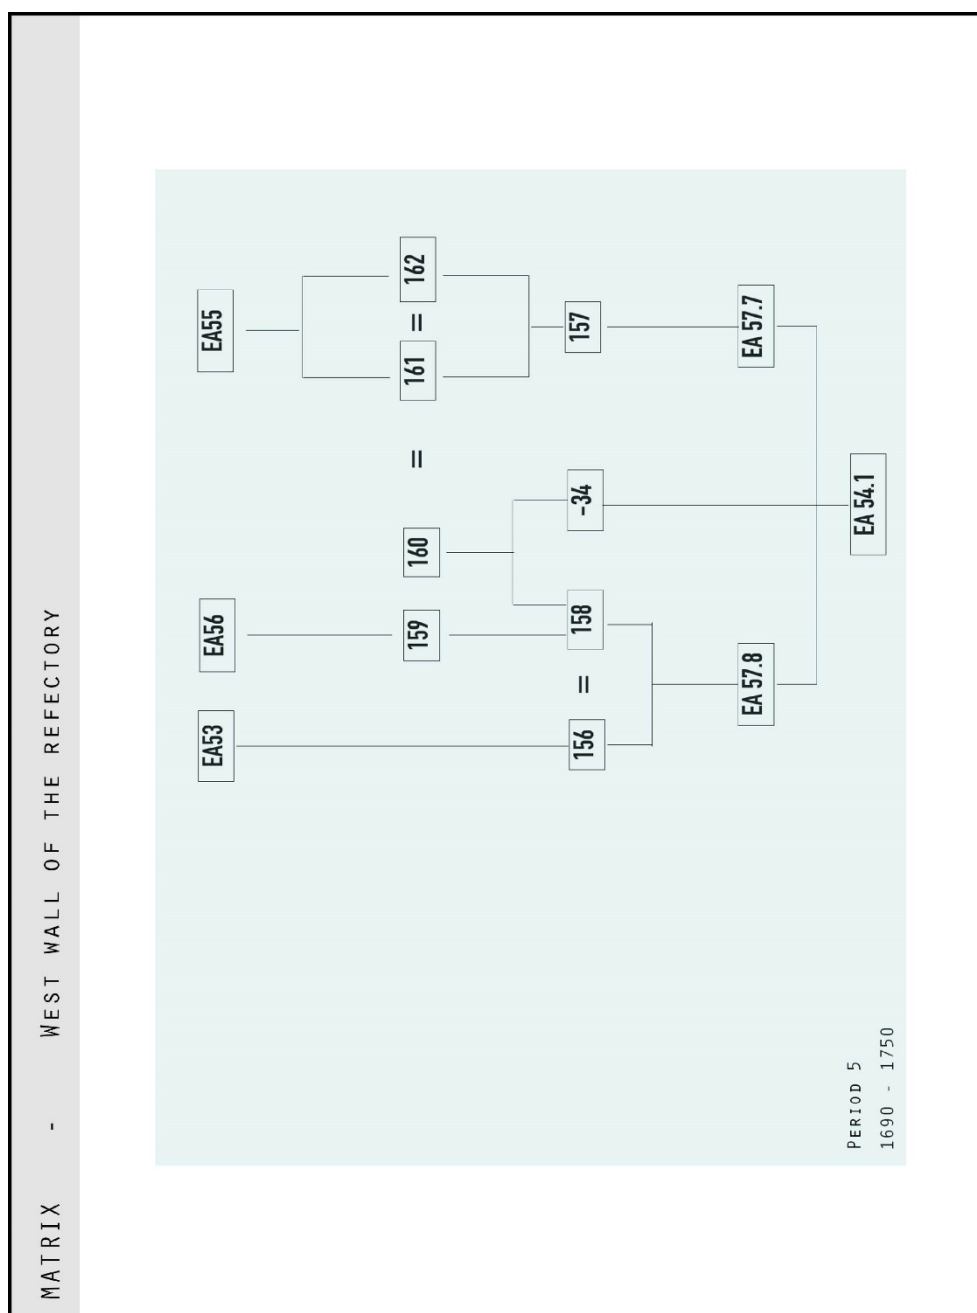 MATRIX - WEST WALL OF THE REFECTORY
EA53 EA56 EA55
159 160 = 161 = 162
156 = 158 -34 157
EA 57.8 EA 57.7
EA 54.1
PERIOD 5
1690 - 1750